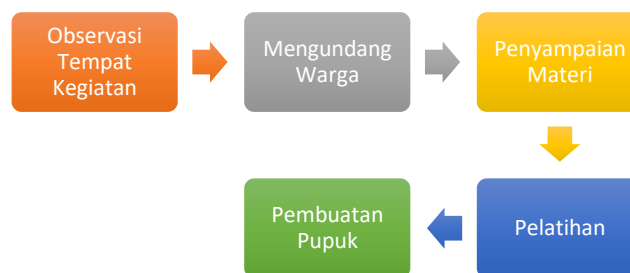 Observasi
Tempat
Kegiatan
Mengundang
Warga
Penyampaian
Materi
Pelatihan
Pembuatan
Pupuk